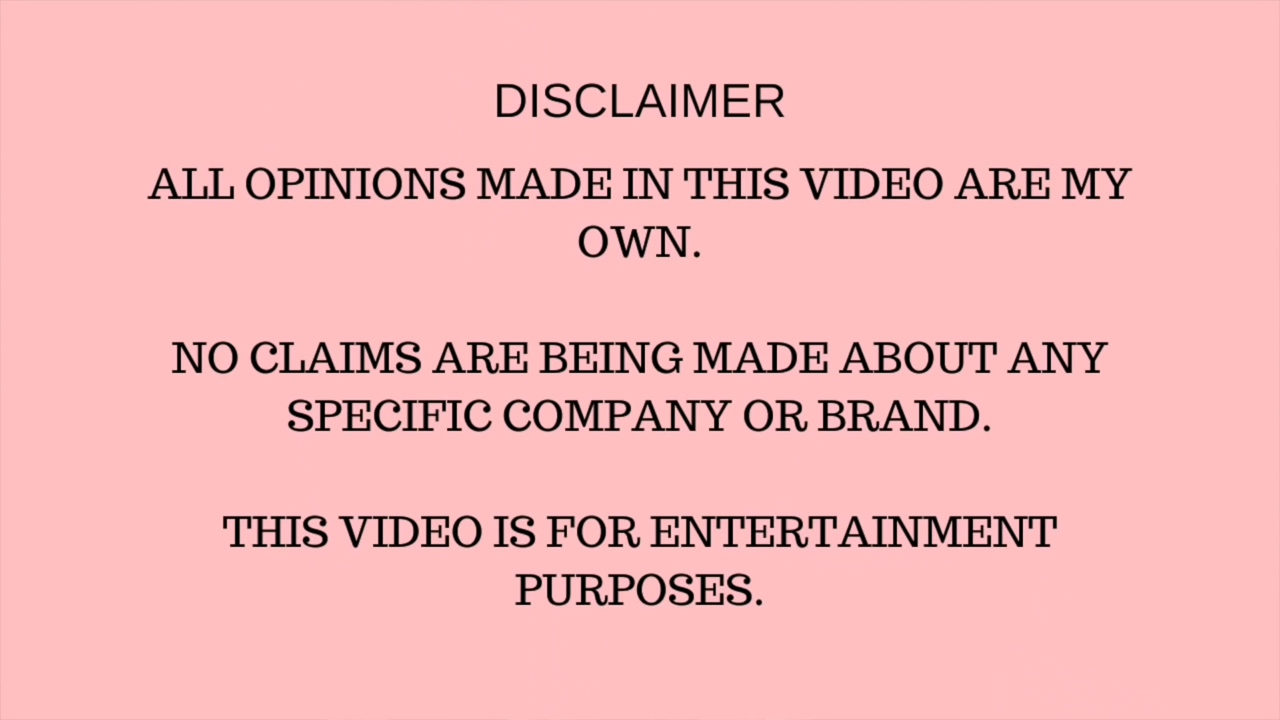 DISCLAIMER
ALL OPINIONS MADE IN THIS VIDEO ARE MY
OWN.
NO CLAIMS ARE BEING MADE ABOUT ANY
SPECIFIC COMPANY OR BRAND.
THIS VIDEO IS FOR ENTERTAINMENT
PURPOSES.